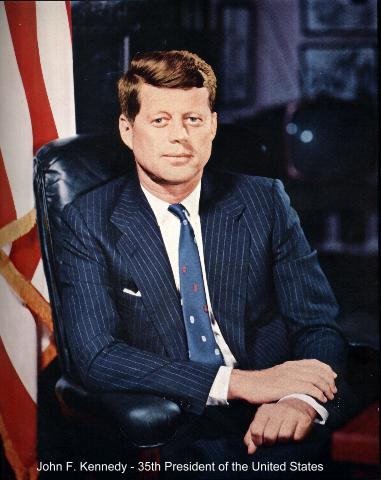 John F. Kennedy - 35th President of the United States